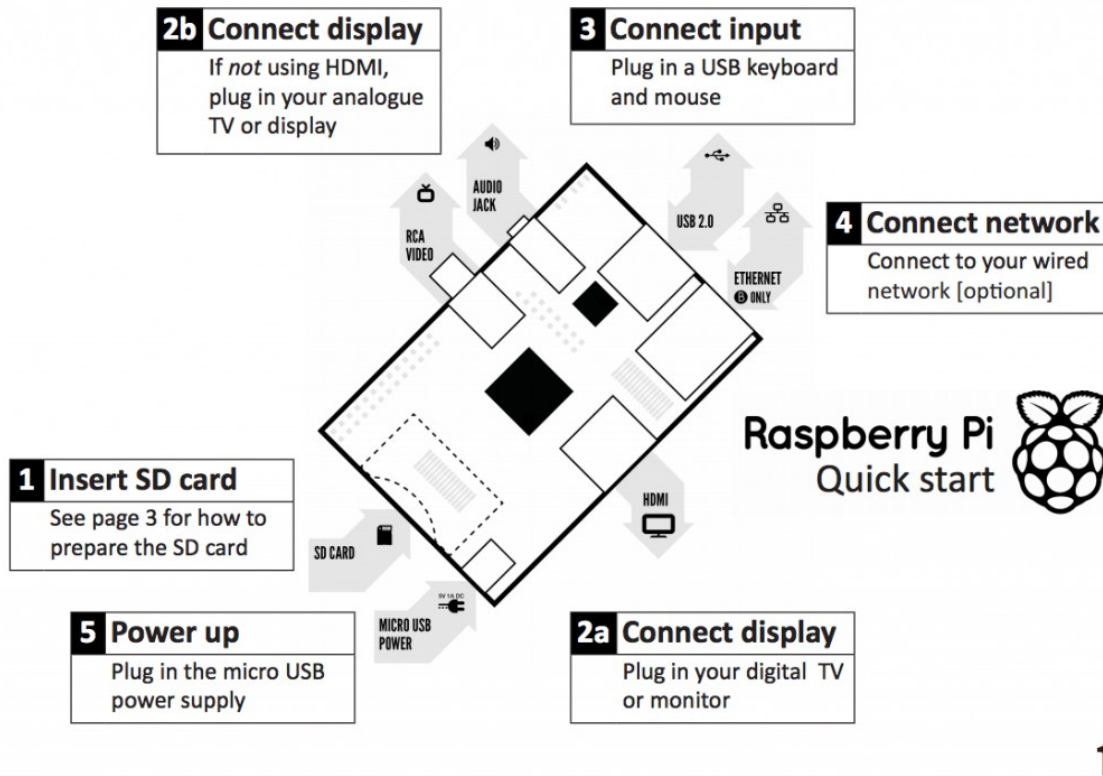 2b Connect display
If not using HDMI,
plug in your analogue
TV or display
3 Connect input
Plug in a USB keyboard
and mouse
AUDIO
JACK
RCA
VIDEO
USB 2.0
ETHERNET
B ONLY
4 Connect network
Connect to your wired
network [optional]
Raspberry Pi
Quick start
1 Insert SD card
See page 3 for how to
prepare the SD card
SD CARD
HDMI
5V 1A DC
MICRO USB
POWER
5 Power up
Plug in the micro USB
power supply
2a Connect display
Plug in your digital TV
or monitor